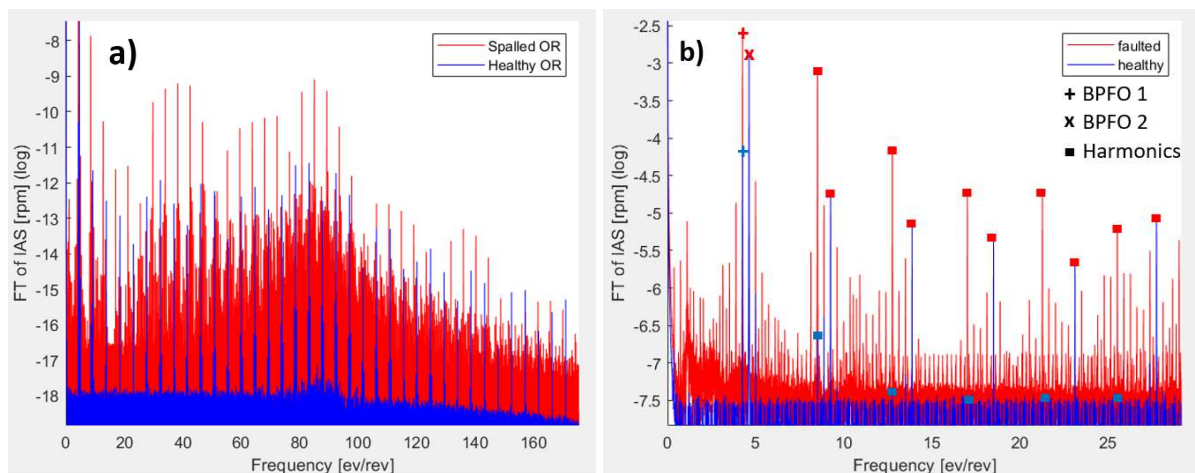 a)
Spalled OR
Healthy OR
FT of IAS [rpm] (log)
-8
-9
-10
-11
-12
-13
-14
-15
-16
-17
-18
0 20 40 60 80 100 120 140 160
Frequency [ev/rev]
b)
faulted
healthy
+ BPFO 1
x BPFO 2
■ Harmonics
FT of IAS [rpm] (log)
-2.5
-3
-3.5
-4
-4.5
-5
-5.5
-6
-6.5
-7
-7.5
0 5 10 15 20 25
Frequency [ev/rev]